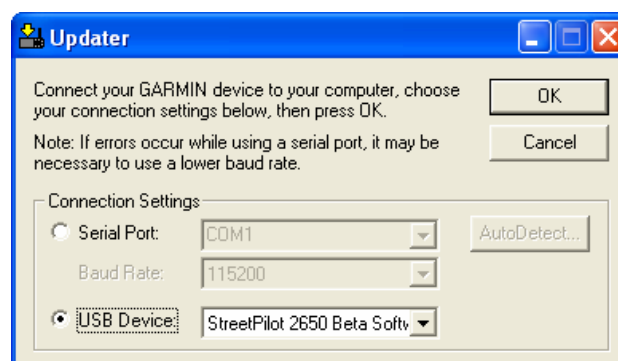 Updater
Connect your GARMIN device to your computer, choose
your connection settings below, then press OK.
OK
Note: If errors occur while using a serial port, it may be
necessary to use a lower baud rate.
Cancel
Connection Settings
Serial Port:
COM1
AutoDetect...
Baud Rate:
115200
USB Device:
StreetPilot 2650 Beta Softw